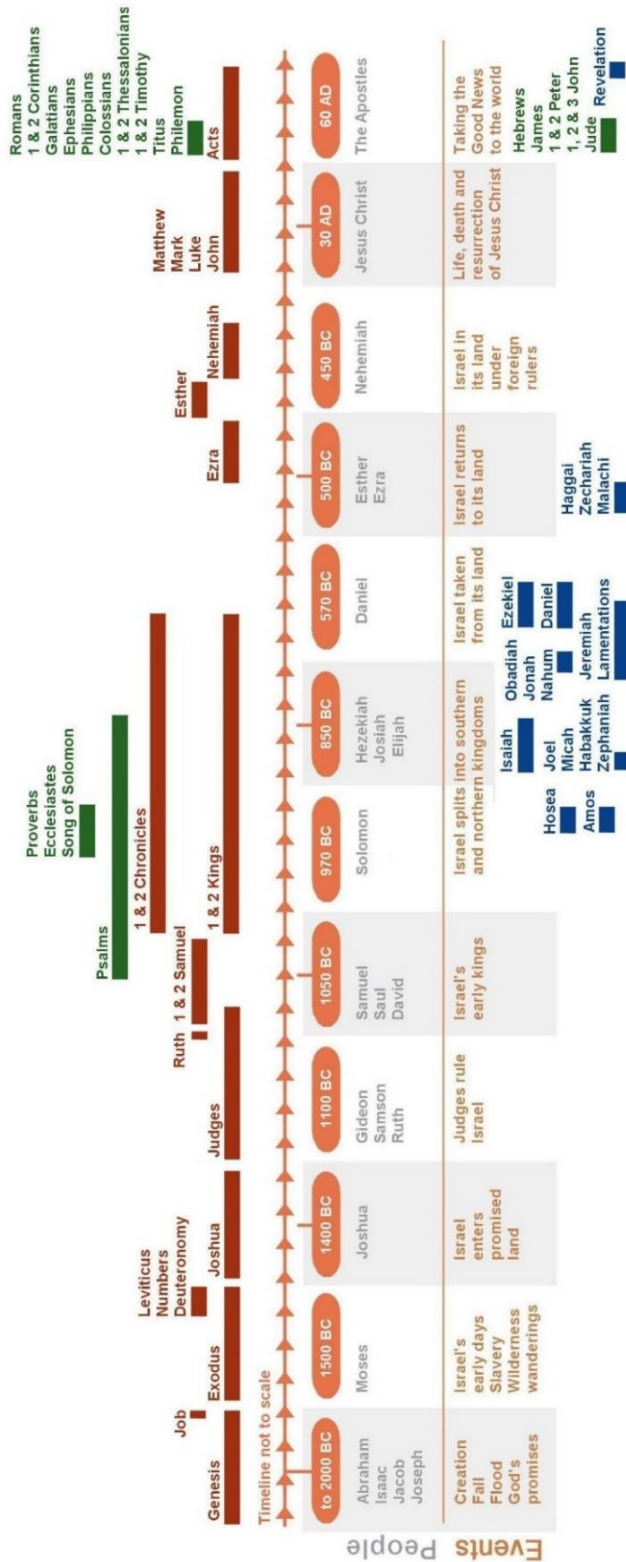 Proverbs
Ecclesiastes
Song of Solomon
Romans
1 & 2 Corinthians
Galatians
Ephesians
Philippians
Colossians
1 & 2 Thessalonians
1 & 2 Timothy
Titus
Philemon
Psalms
1 & 2 Chronicles
Job
Leviticus
Numbers
Deuteronomy
Ruth
1 & 2 Samuel
Esther
Matthew
Mark
Luke
John
Genesis
Exodus
Joshua
Judges
1 & 2 Kings
Ezra
Nehemiah
Acts
Timeline not to scale
to 2000 BC
1500 BC
1400 BC
1100 BC
1050 BC
970 BC
850 BC
570 BC
500 BC
450 BC
30 AD
60 AD
People
Abraham
Isaac
Jacob
Joseph
Moses
Joshua
Gideon
Samson
Ruth
Samuel
Saul
David
Solomon
Hezekiah
Josiah
Elijah
Daniel
Esther
Ezra
Nehemiah
Jesus Christ
The Apostles
Events
Creation
Fall
Flood
God's
promises
Israel's
early days
Slavery
Wilderness
wanderings
Israel
enters
promised
land
Judges rule
Israel
Israel's
early kings
Israel splits into southern
and northern kingdoms
Israel taken
from its land
Israel returns
to its land
Israel in
its land
under
foreign
rulers
Life, death and
resurrection
of Jesus Christ
Taking the
Good News
to the world
Hosea
Amos
Isaiah
Joel
Micah
Habakkuk
Zephaniah
Obadiah
Jonah
Nahum
Jeremiah
Lamentations
Ezekiel
Daniel
Haggai
Zechariah
Malachi
Hebrews
James
1 & 2 Peter
1, 2 & 3 John
Jude
Revelation